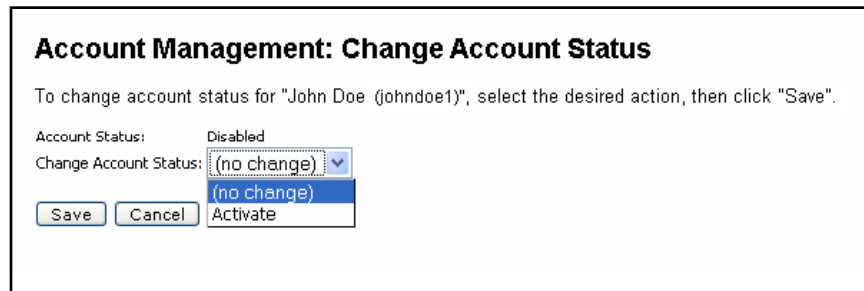 Account Management: Change Account Status
To change account status for "John Doe (johndoe1)", select the desired action, then click "Save".
Account Status: Disabled
Change Account Status: (no change)
(no change)
Save Cancel Activate